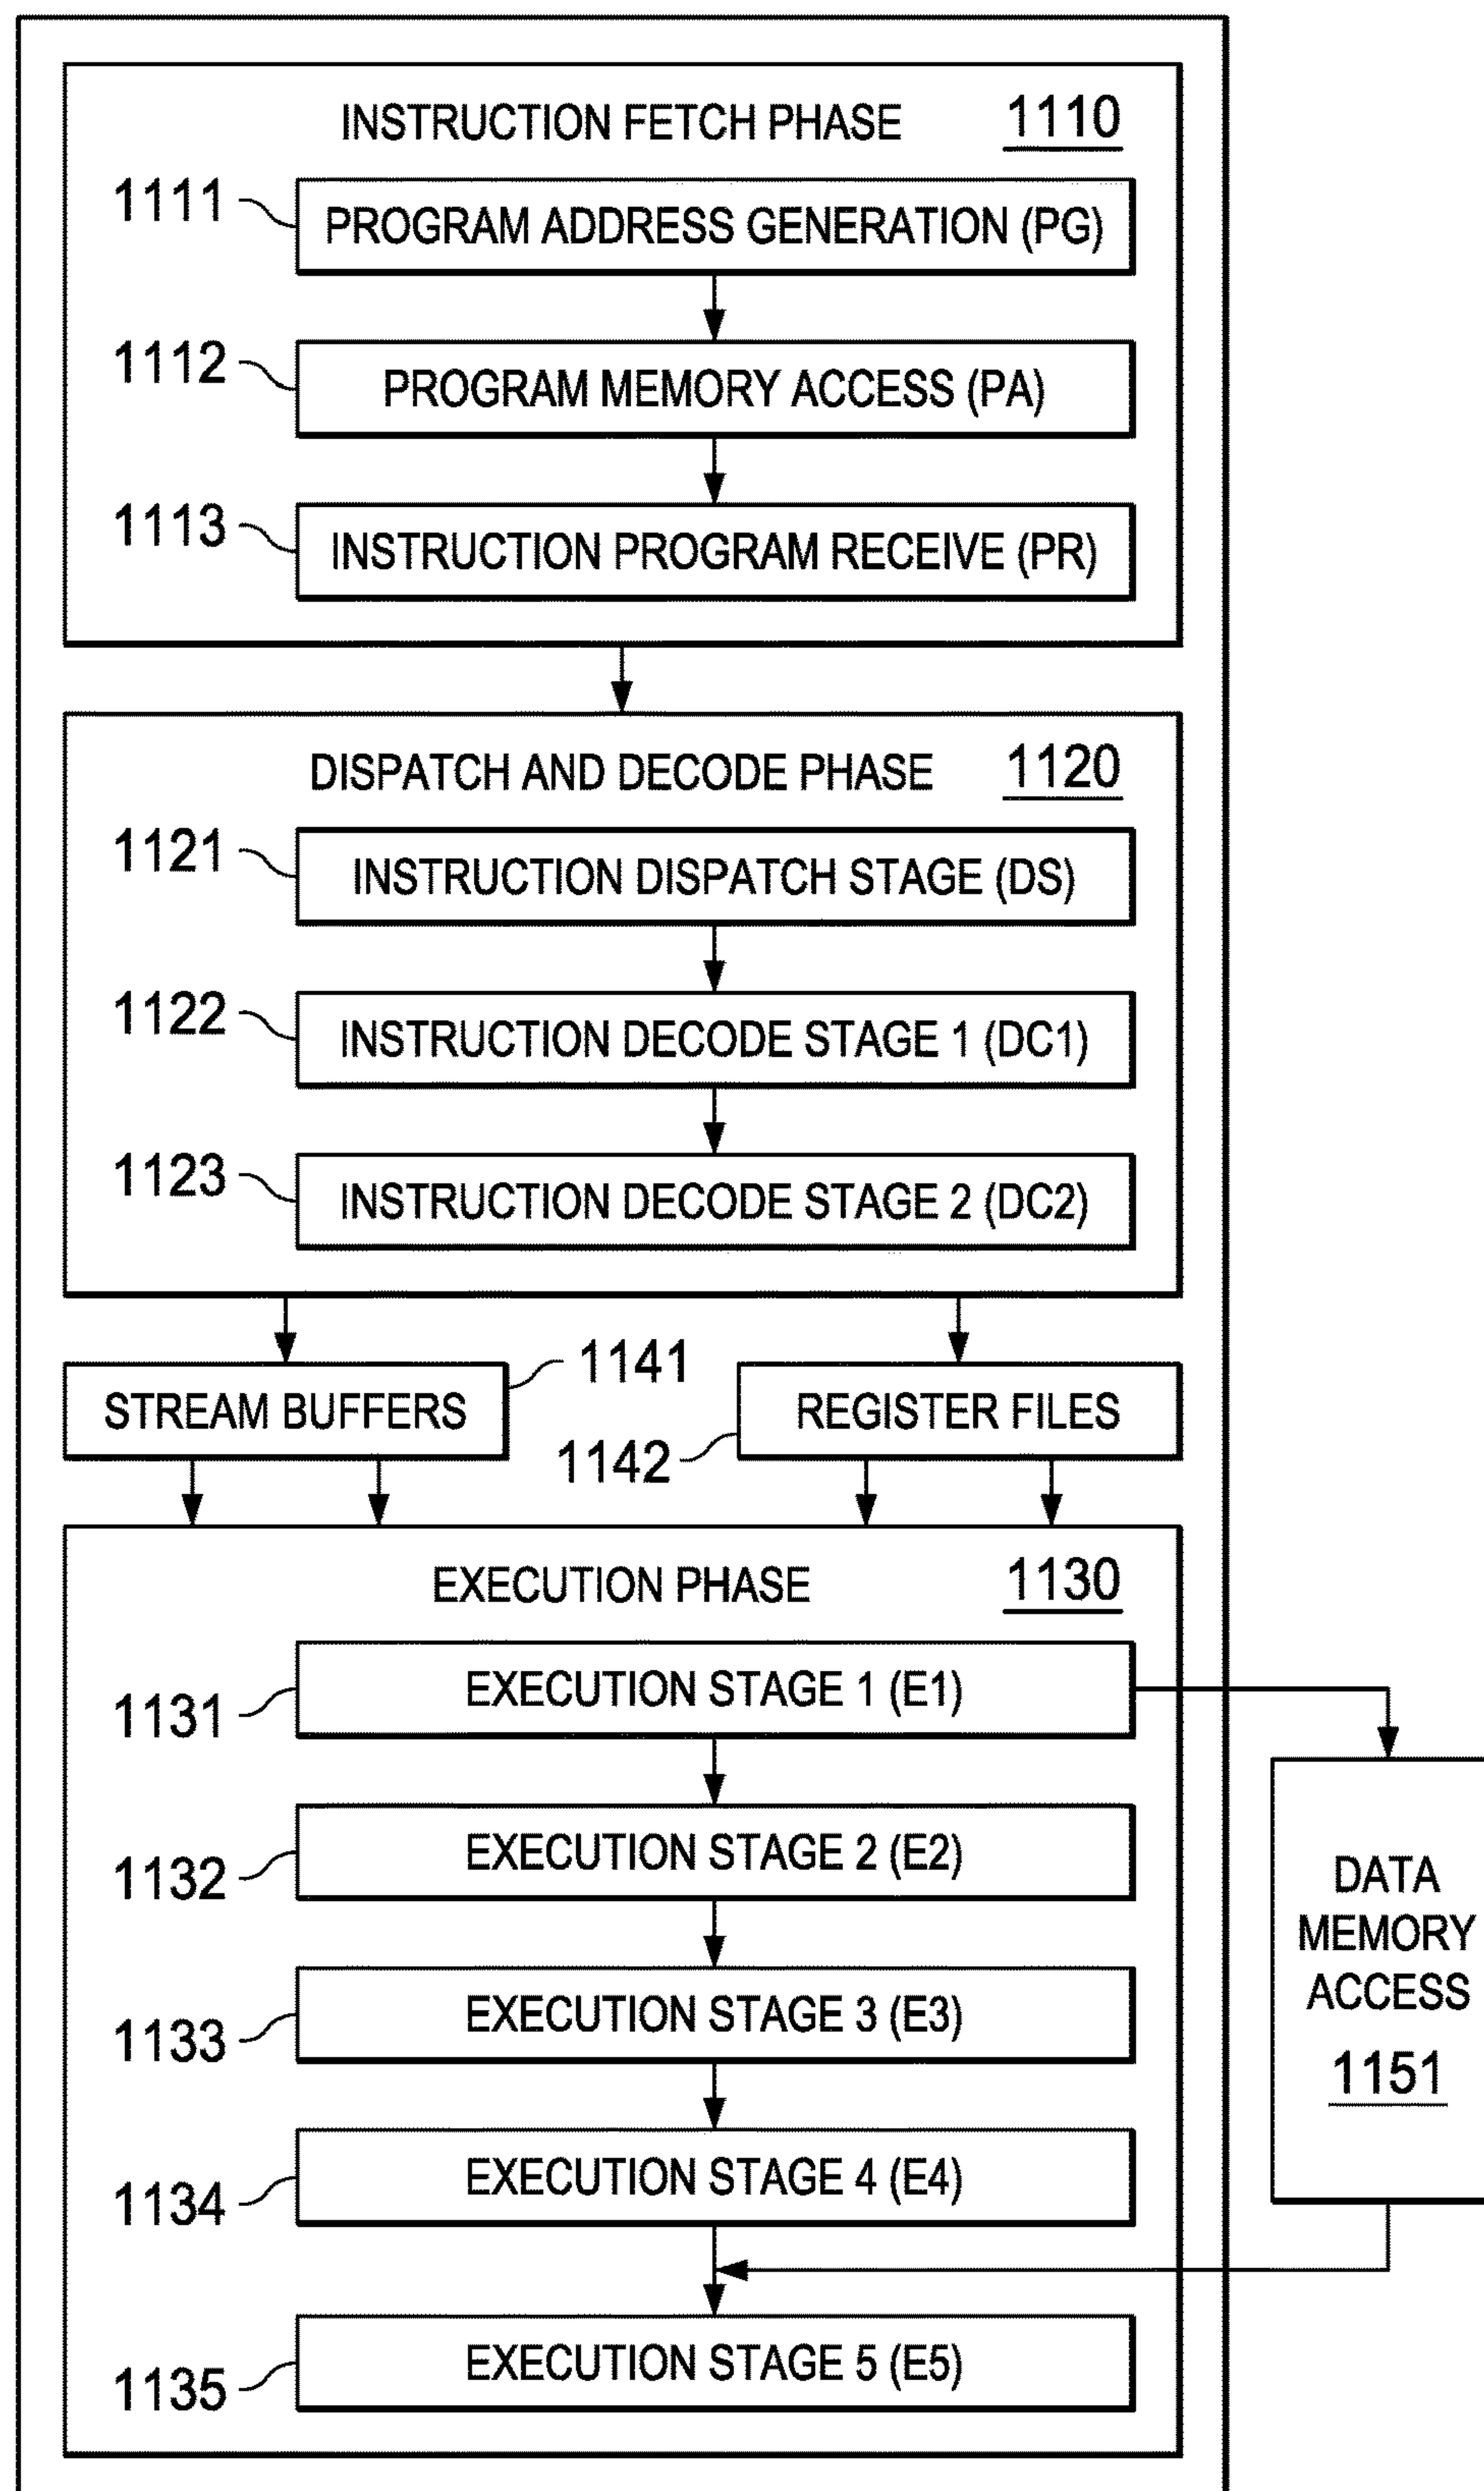 INSTRUCTION FETCH PHASE 1110
1111 PROGRAM ADDRESS GENERATION (PG)
1112 PROGRAM MEMORY ACCESS (PA)
1113 INSTRUCTION PROGRAM RECEIVE (PR)
DISPATCH AND DECODE PHASE 1120
1121 INSTRUCTION DISPATCH STAGE (DS)
1122 INSTRUCTION DECODE STAGE 1 (DC1)
1123 INSTRUCTION DECODE STAGE 2 (DC2)
STREAM BUFFERS 1141
1142 REGISTER FILES
EXECUTION PHASE 1130
1131 EXECUTION STAGE 1 (E1)
1132 EXECUTION STAGE 2 (E2)
1133 EXECUTION STAGE 3 (E3)
1134 EXECUTION STAGE 4 (E4)
1135 EXECUTION STAGE 5 (E5)
DATA
MEMORY
ACCESS
1151